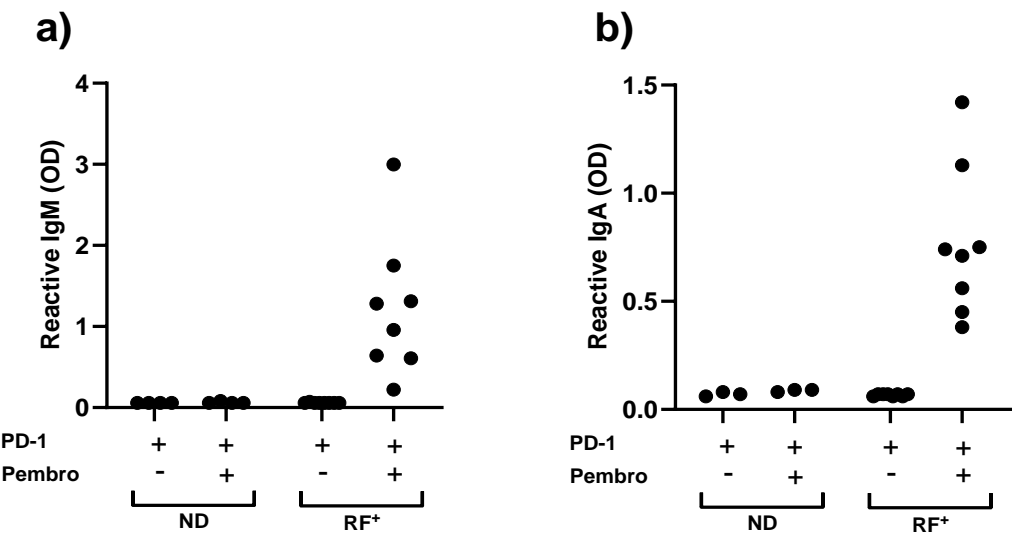 a)
Reactive IgM (OD)
4
3
2
1
0
PD-1 + + + +
Pembro - + - +
ND RF⁺
b)
Reactive IgA (OD)
1.5
1.0
0.5
0.0
PD-1 + + + +
Pembro - + - +
ND RF⁺